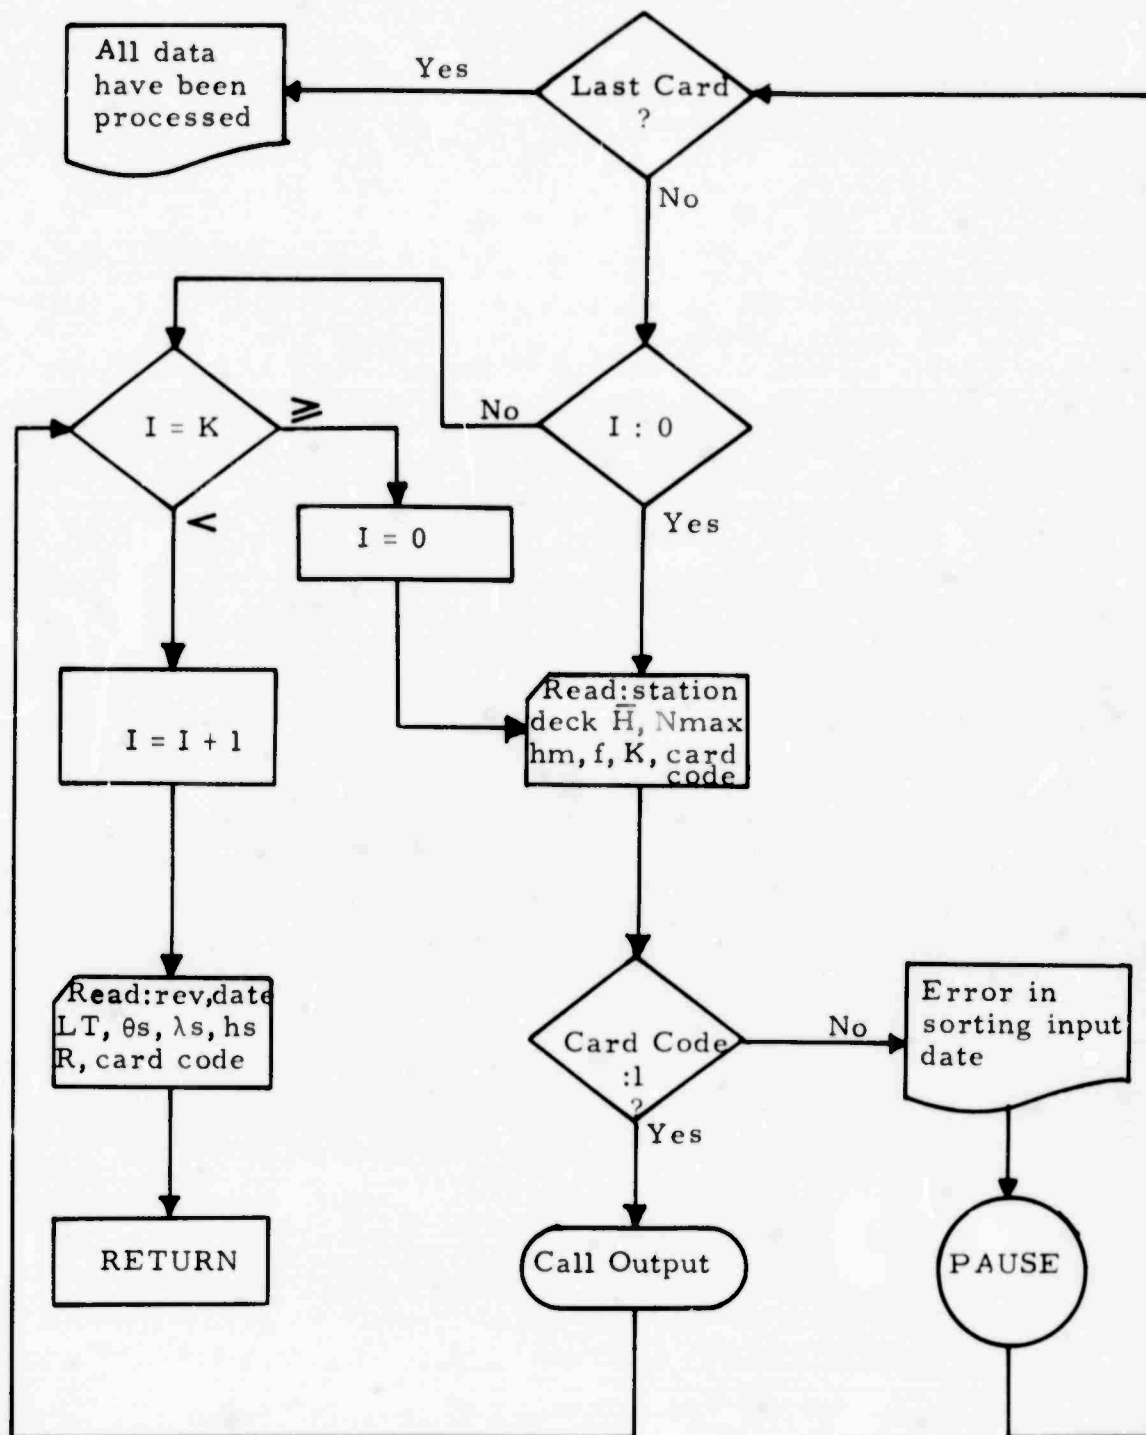 All data
have been
processed
Yes
Last Card
?
No
I = K
≥
<
No
I : 0
Yes
I = 0
I = I + 1
Read:station
deck H̅, Nmax
hm, f, K, card
code
Read:rev,date
LT, θs, λs, hs
R, card code
Card Code
:1
?
No
Error in
sorting input
date
Yes
RETURN
Call Output
PAUSE